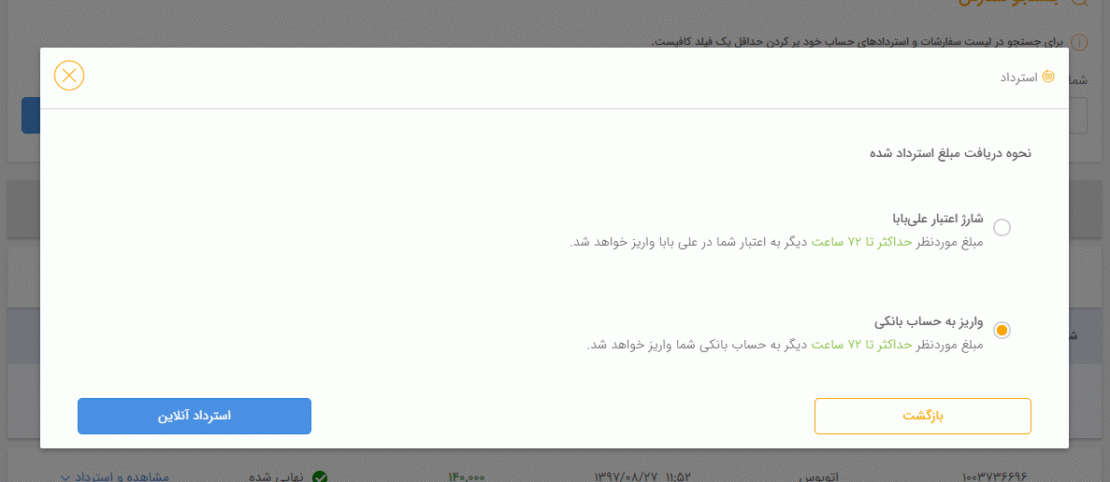 برای جستجو در لیست سفارشات و استردادهای حساب خود پر کردن حداقل یک فیلد کافیست.
استرداد
نحوه دریافت مبلغ استرداد شده
شارژ اعتبار علی‌بابا
مبلغ موردنظر حداکثر تا ۷۲ ساعت دیگر به اعتبار شما در علی بابا واریز خواهد شد.
واریز به حساب بانکی
مبلغ موردنظر حداکثر تا ۷۲ ساعت دیگر به حساب بانکی شما واریز خواهد شد.
بازگشت
استرداد آنلاین
۱۰۰۳۷۳۶۶۹۶ اتوبوس ۱۱:۵۲ ۱۳۹۷/۰۸/۲۷ ۱۴۰,۰۰۰ نهایی شده مشاهده و استرداد